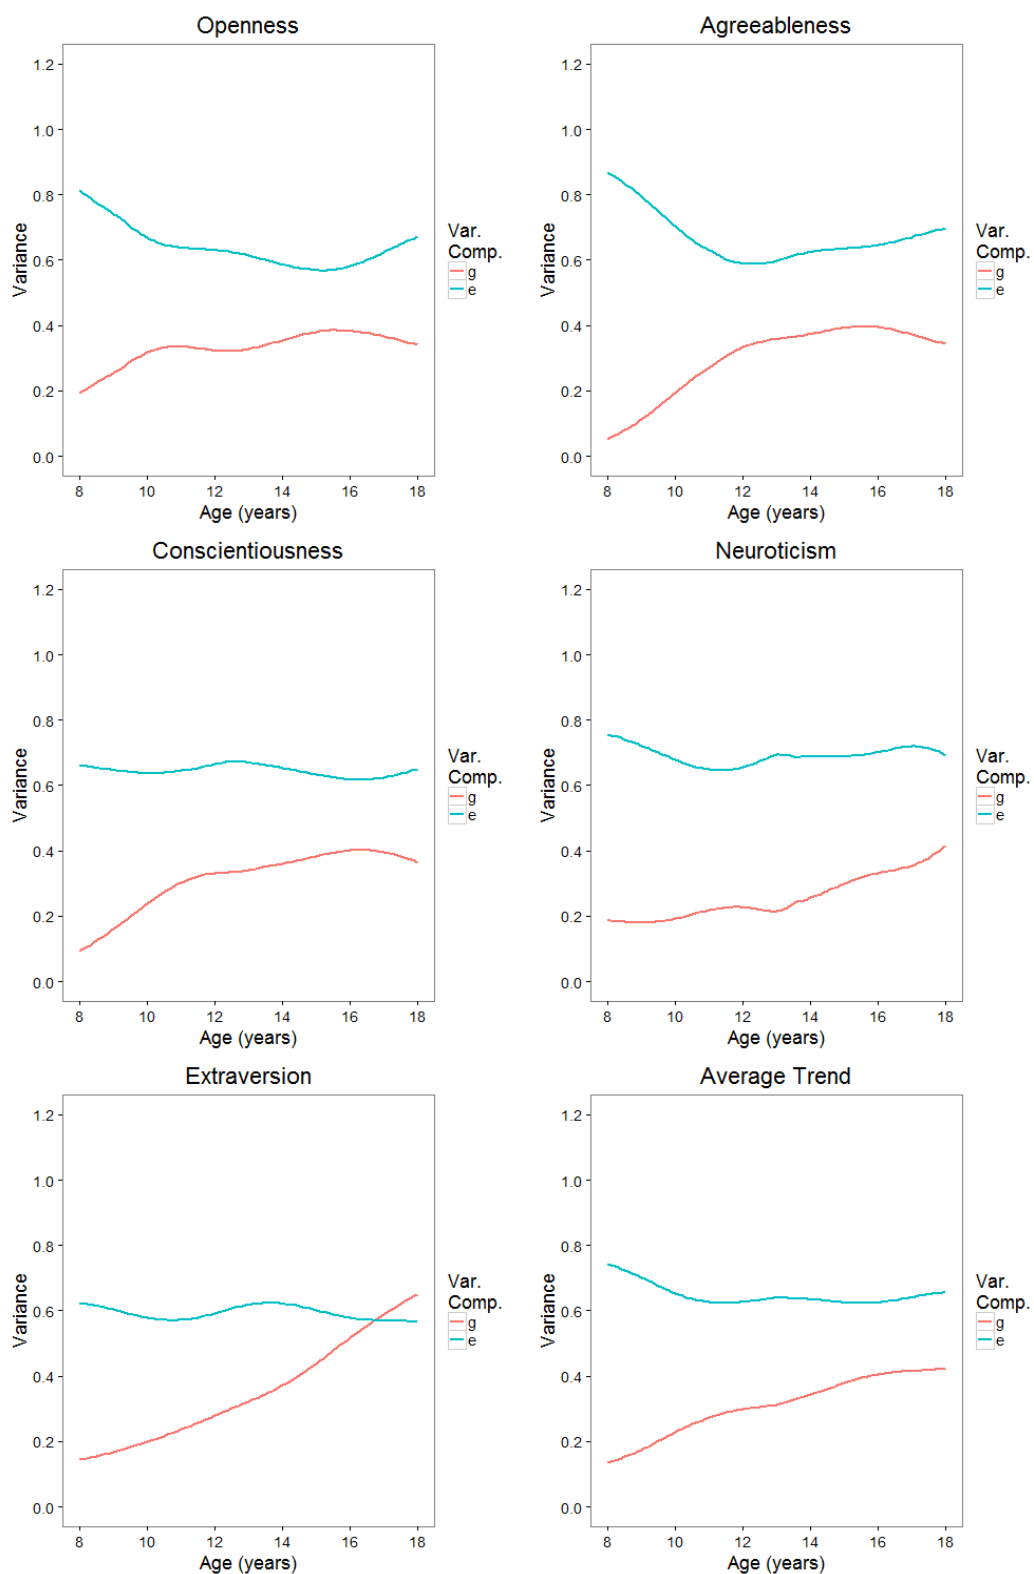 Openness
1.2
1.0
0.8
0.6
0.4
0.2
0.0
Variance
8 10 12 14 16 18
Age (years)
Var.
Comp.
g
e
Agreeableness
1.2
1.0
0.8
0.6
0.4
0.2
0.0
Variance
8 10 12 14 16 18
Age (years)
Var.
Comp.
g
e
Conscientiousness
1.2
1.0
0.8
0.6
0.4
0.2
0.0
Variance
8 10 12 14 16 18
Age (years)
Var.
Comp.
g
e
Neuroticism
1.2
1.0
0.8
0.6
0.4
0.2
0.0
Variance
8 10 12 14 16 18
Age (years)
Var.
Comp.
g
e
Extraversion
1.2
1.0
0.8
0.6
0.4
0.2
0.0
Variance
8 10 12 14 16 18
Age (years)
Var.
Comp.
g
e
Average Trend
1.2
1.0
0.8
0.6
0.4
0.2
0.0
Variance
8 10 12 14 16 18
Age (years)
Var.
Comp.
g
e